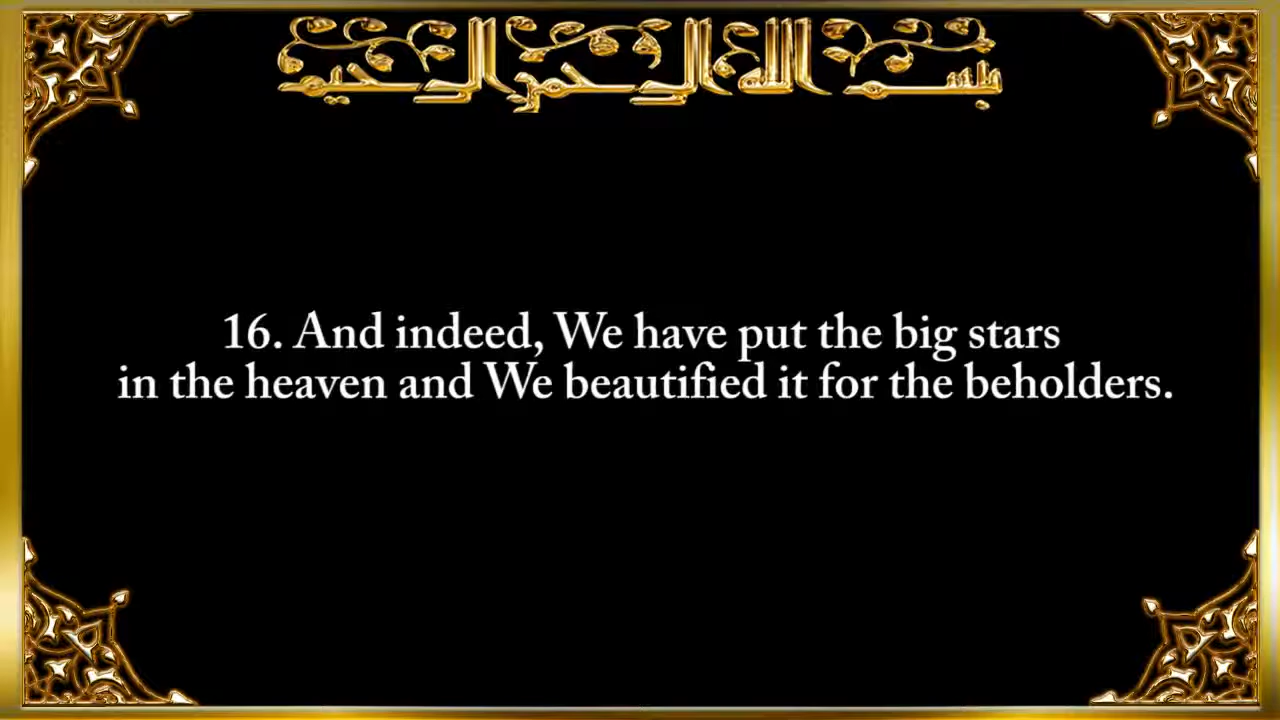 بسم الله الرحمن الرحيم
16. And indeed, We have put the big stars
in the heaven and We beautified it for the beholders.